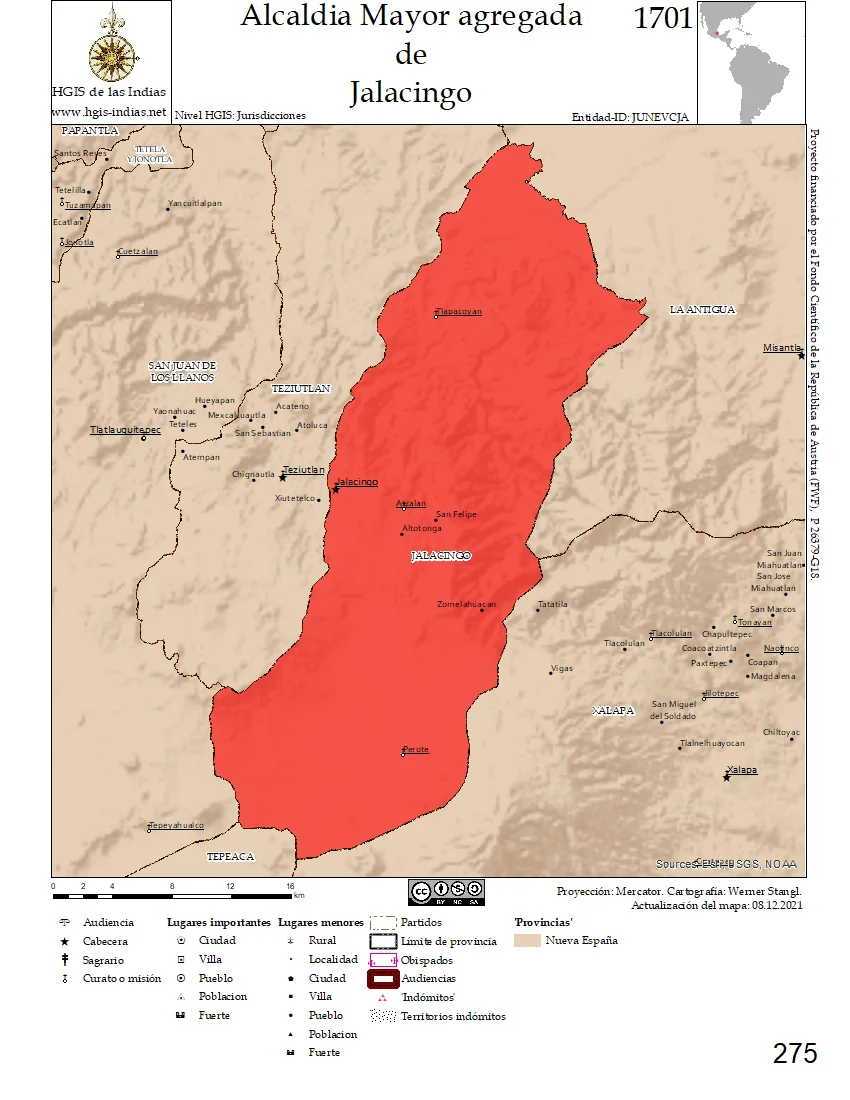 Alcaldia Mayor agregada
de
Jalacingo
1701
HGIS de las Indias
www.hgis-indias.net
Nivel HGIS: Jurisdicciones
Entidad-ID: JUNEVCJA
PAPANTLA
Santos Reyes
TETELA
Y JONOTLA
Tetelilla
Tuzamapan
Yancuitlalpan
Ecatlan
Jonotla
Cuetzalan
Tlapacoyan
LA ANTIGUA
Misantla
SAN JUAN DE
LOS LLANOS
TEZIUTLAN
Hueyapan
Acateno
Yaonahuac
Mexcalcuautla
Teteles
Atoluca
Tlatlauquitepec
San Sebastian
Atempan
Chignautla
Teziutlan
Jalacingo
Xiutetelco
Atzalan
San Felipe
Altotonga
JALACINGO
San Juan
Miahuatlan
San Jose
Miahuatlan
Zomelahuacan
Tatatila
San Marcos
Tonayan
Tlacolulan
Chapultepec
Tlacolulan
Coacoatzintla
Naolinco
Paxtepec
Coapan
Vigas
Magdalena
Jilotepec
San Miguel
del Soldado
XALAPA
Chiltoyac
Tlalnelhuayocan
Perote
Xalapa
Tepeyahualco
TEPEACA
Sources: Esri, USGS, NOAA
Proyecto financiado por el Fondo Científico de la República de Austria (FWF), P 26379-G18.
0 2 4 8 12 16
km
CC BY NC SA
Proyección: Mercator. Cartografía: Werner Stangl.
Actualización del mapa: 08.12.2021
Audiencia
Cabecera
Sagrario
Curato o misión
Lugares importantes
Ciudad
Villa
Pueblo
Poblacion
Fuerte
Lugares menores
Rural
Localidad
Ciudad
Villa
Pueblo
Poblacion
Fuerte
Partidos
Límite de provincia
Obispados
Audiencias
'Indómitos'
Territorios indómitos
'Provincias'
Nueva España
275